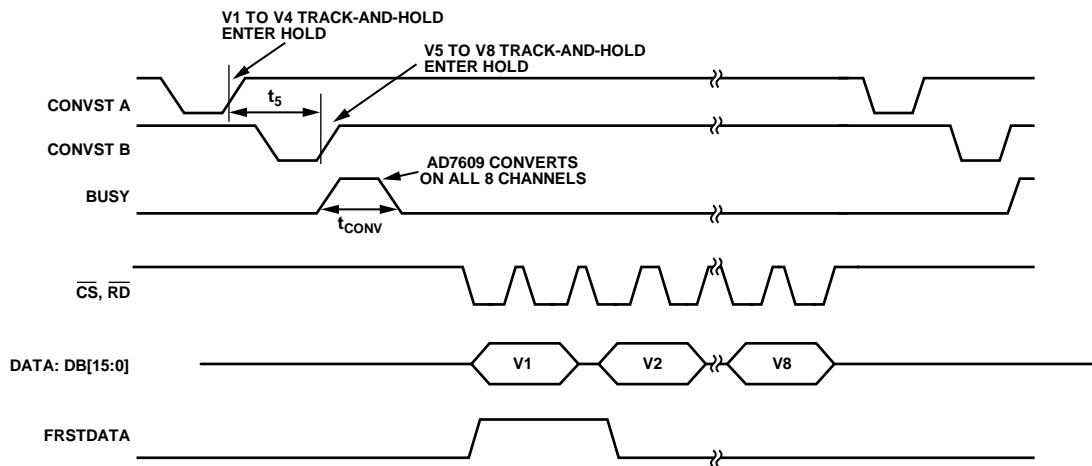 V1 TO V4 TRACK-AND-HOLD
ENTER HOLD
V5 TO V8 TRACK-AND-HOLD
ENTER HOLD
CONVST A
t5
CONVST B
AD7609 CONVERTS
ON ALL 8 CHANNELS
BUSY
tCONV
CS, RD
DATA: DB[15:0]
V1
V2
V8
FRSTDATA